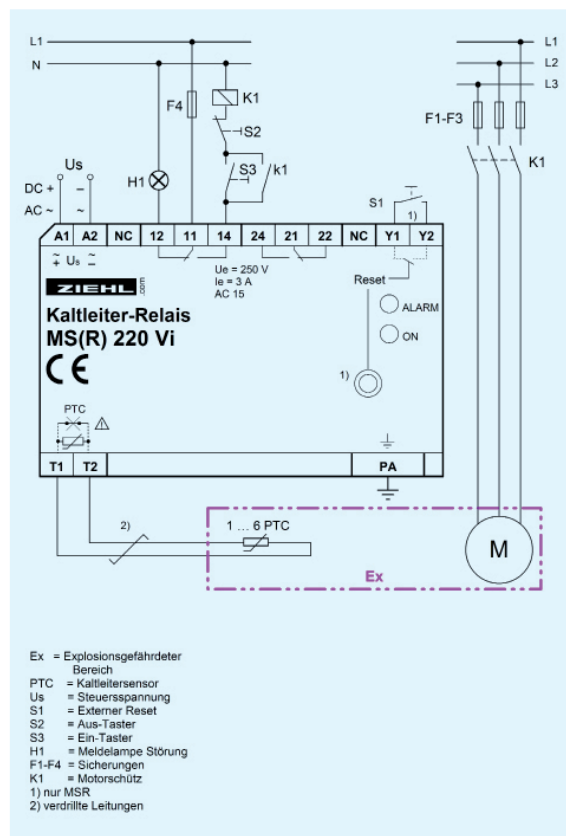 L1
N
L1
L2
L3
F4
K1
S2
S3
k1
H1
F1-F3
K1
Us
DC + –
AC ~ ~
S1
1)
A1 A2 NC 12 11 14 24 21 22 NC Y1 Y2
~ ~
+ Us –
Ue = 250 V
Ie = 3 A
AC 15
Reset
ZIEHL .com
Kaltleiter-Relais
MS(R) 220 Vi
CE
ALARM
ON
1)
PTC
T1 T2 PA
2)
1 ... 6 PTC
M
Ex
Ex = Explosionsgefährdeter
Bereich
PTC = Kaltleitersensor
Us = Steuersspannung
S1 = Externer Reset
S2 = Aus-Taster
S3 = Ein-Taster
H1 = Meldelampe Störung
F1-F4 = Sicherungen
K1 = Motorschütz
1) nur MSR
2) verdrillte Leitungen